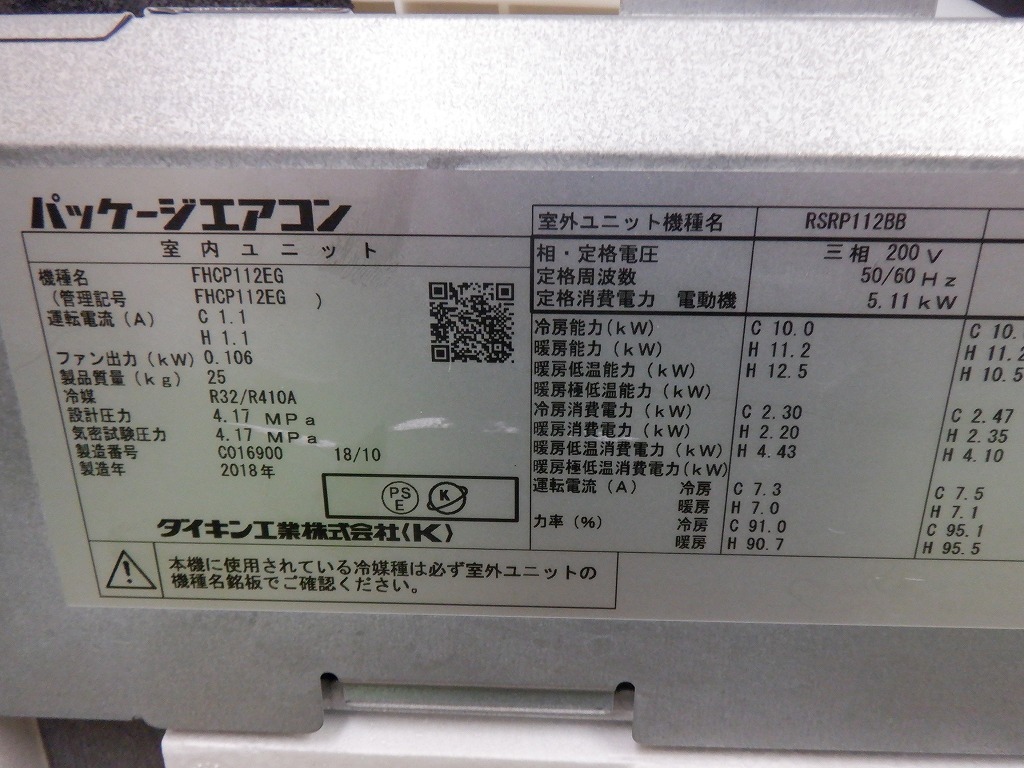 パッケージエアコン
室内ユニット
機種名 FHCP112EG
(管理記号 FHCP112EG )
運転電流(A) C 1.1
H 1.1
ファン出力(kW) 0.106
製品質量(kg) 25
冷媒 R32/R410A
設計圧力 4.17 MPa
気密試験圧力 4.17 MPa
製造番号 C016900 18/10
製造年 2018年
PS
E
K
ダイキン工業株式会社(K)
本機に使用されている冷媒種は必ず室外ユニットの
機種名銘板でご確認ください。
室外ユニット機種名 RSRP112BB
相・定格電圧 三相 200V
定格周波数 50/60Hz
定格消費電力 電動機 5.11kW
冷房能力(kW) C 10.0 C 10.
暖房能力(kW) H 11.2 H 11.2
暖房低温能力(kW) H 12.5 H 10.5
暖房極低温能力(kW)
冷房消費電力(kW) C 2.30 C 2.47
暖房消費電力(kW) H 2.20 H 2.35
暖房低温消費電力(kW) H 4.43 H 4.10
暖房極低温消費電力(kW)
運転電流(A) 冷房 C 7.3 C 7.5
暖房 H 7.0 H 7.1
力率(%) 冷房 C 91.0 C 95.1
暖房 H 90.7 H 95.5